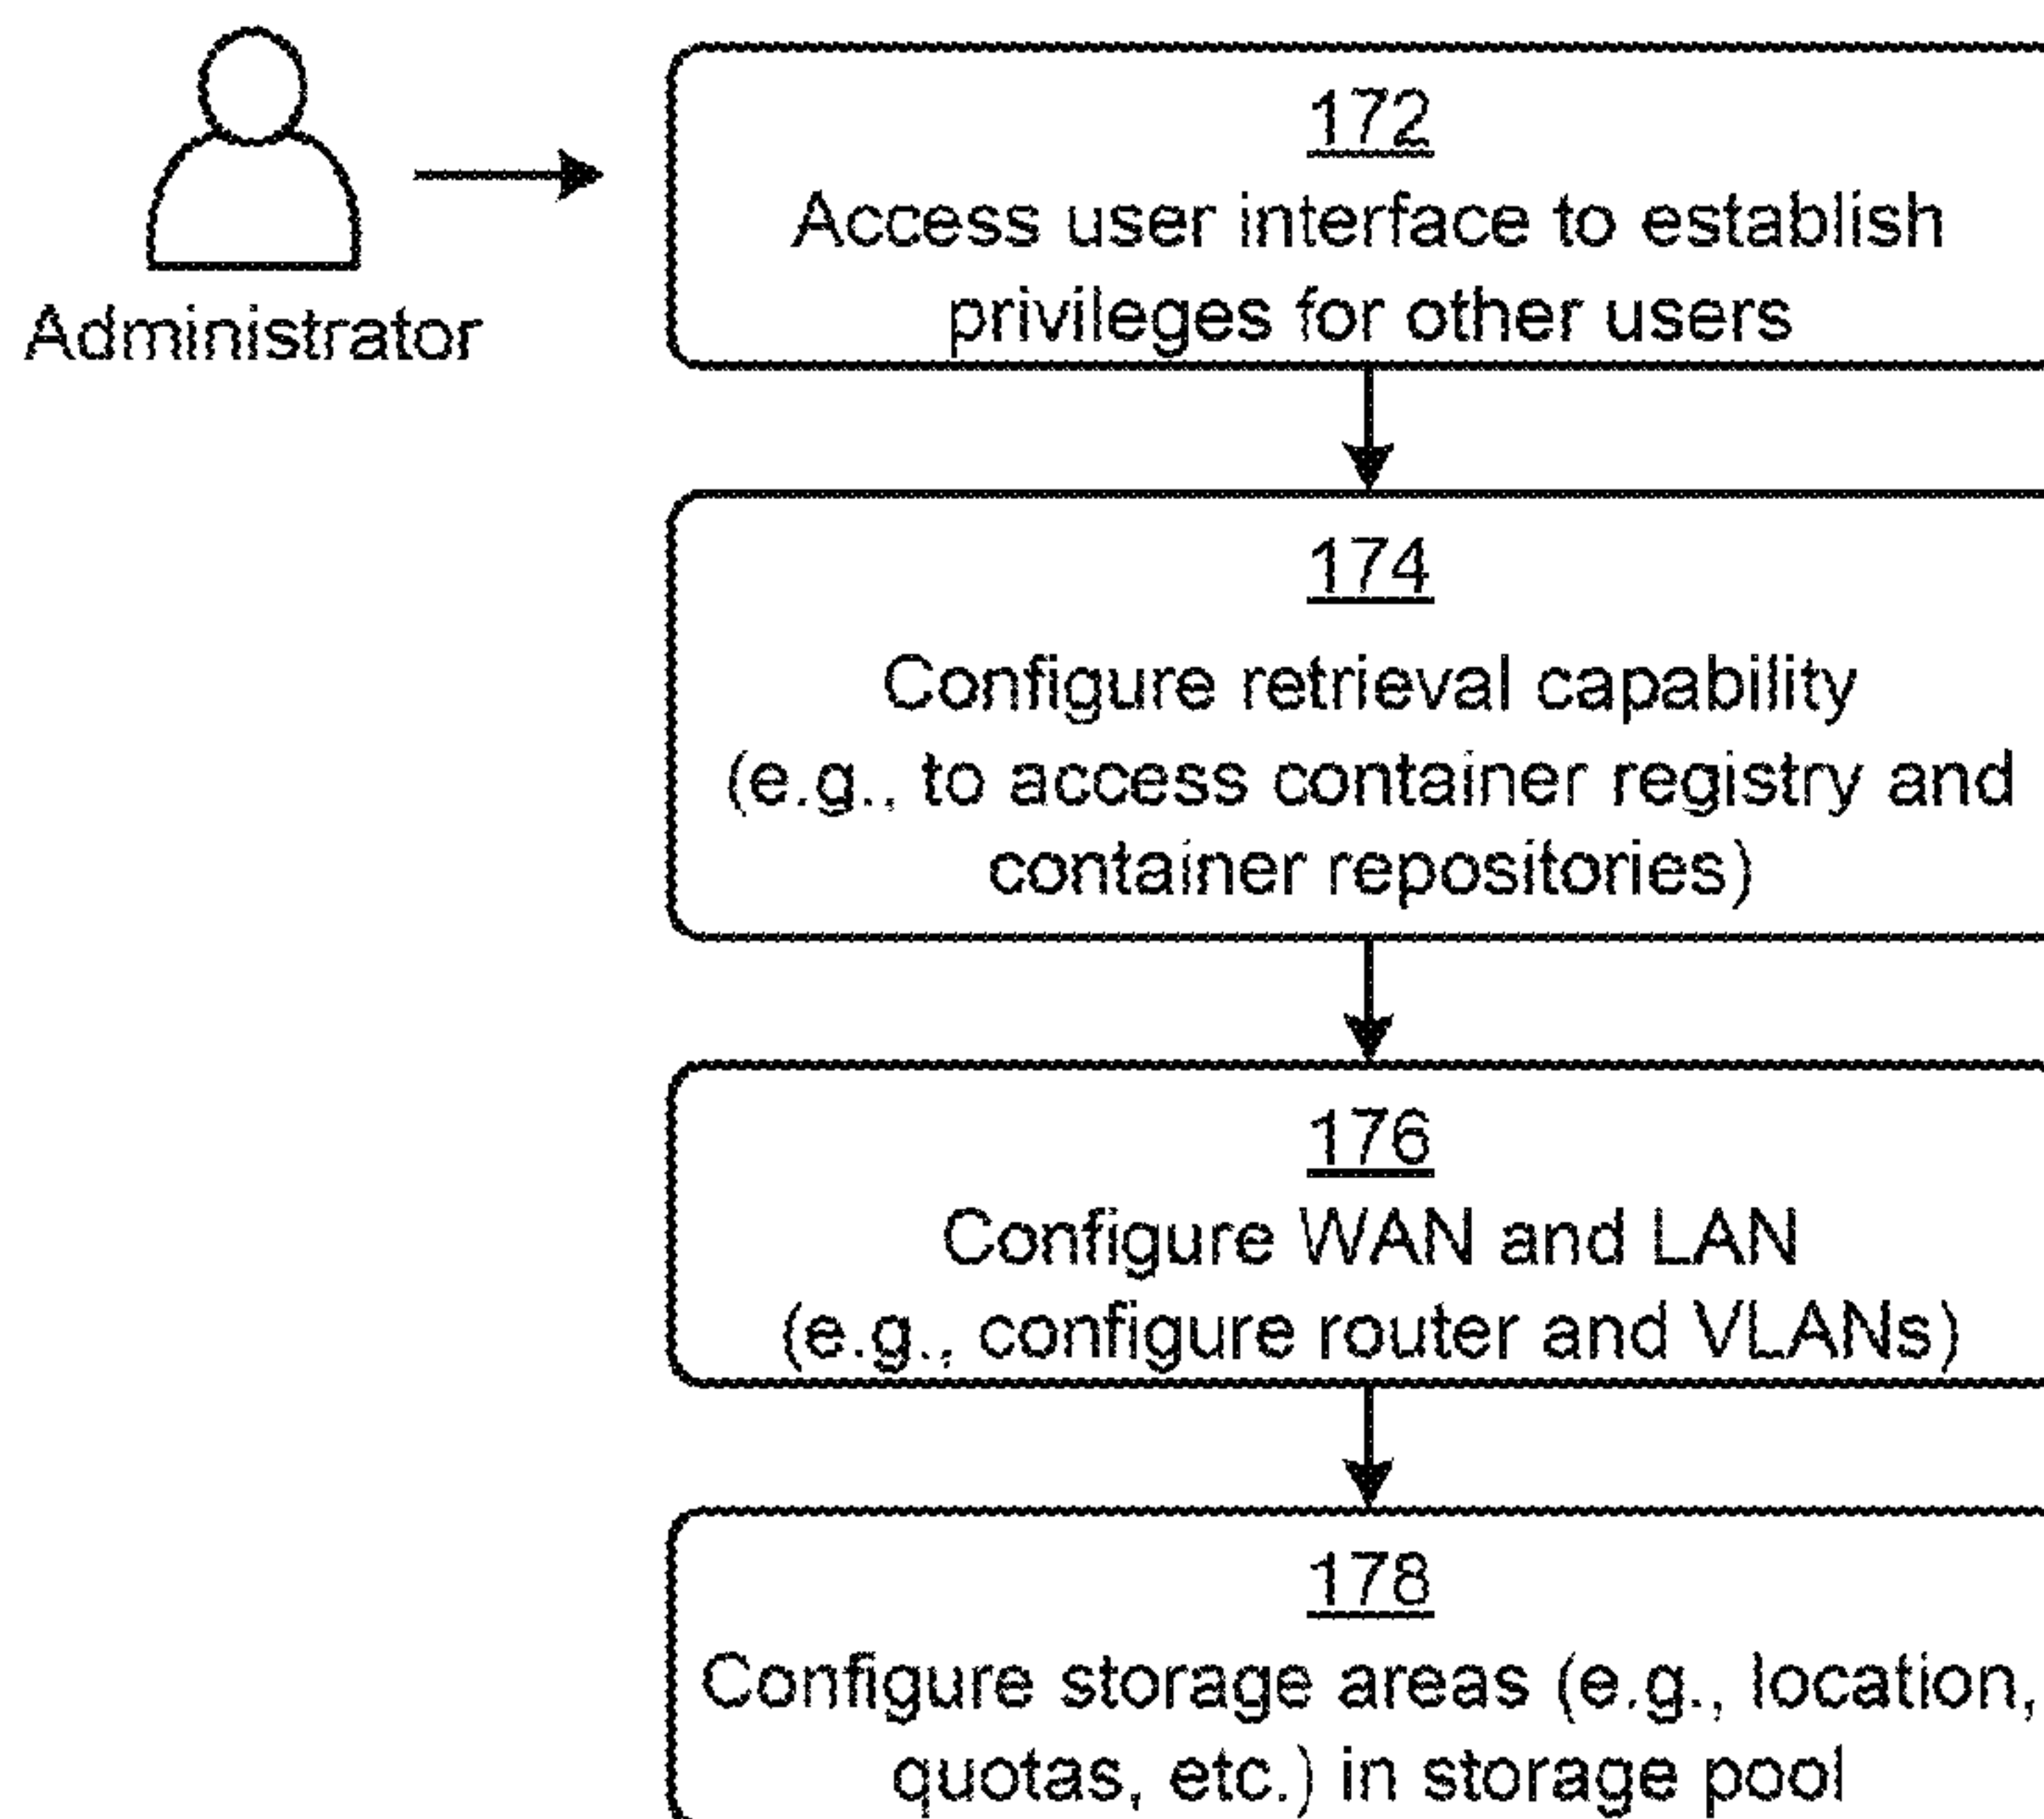 Administrator
172
Access user interface to establish
privileges for other users
174
Configure retrieval capability
(e.g., to access container registry and
container repositories)
176
Configure WAN and LAN
(e.g., configure router and VLANs)
178
Configure storage areas (e.g., location,
quotas, etc.) in storage pool